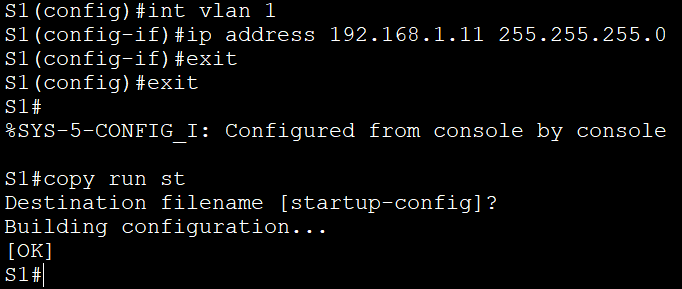 S1(config)#int vlan 1
S1(config-if)#ip address 192.168.1.11 255.255.255.0
S1(config-if)#exit
S1(config)#exit
S1#
%SYS-5-CONFIG_I: Configured from console by console

S1#copy run st
Destination filename [startup-config]?
Building configuration...
[OK]
S1#